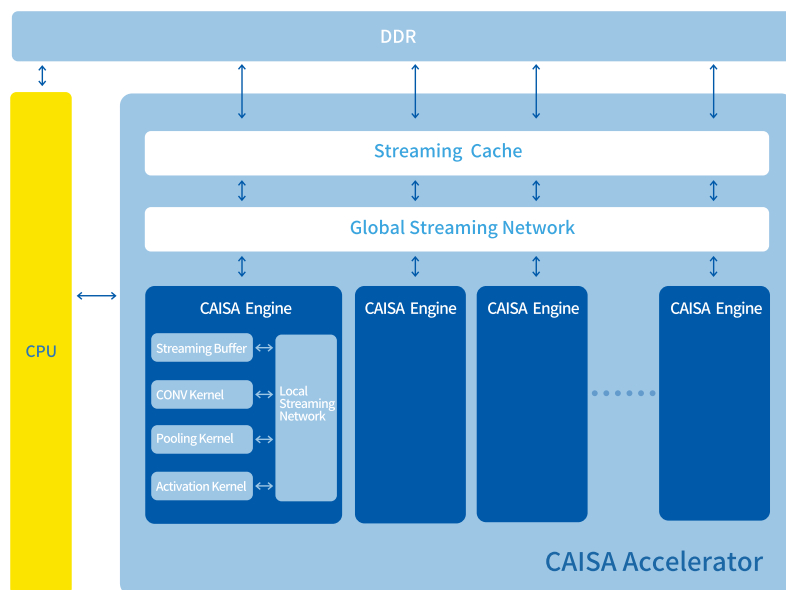 DDR
Streaming Cache
Global Streaming Network
CPU
CAISA Engine
Streaming Buffer
CONV Kernel
Pooling Kernel
Activation Kernel
Local
Streaming
Network
CAISA Engine
CAISA Engine
CAISA Engine
CAISA Accelerator